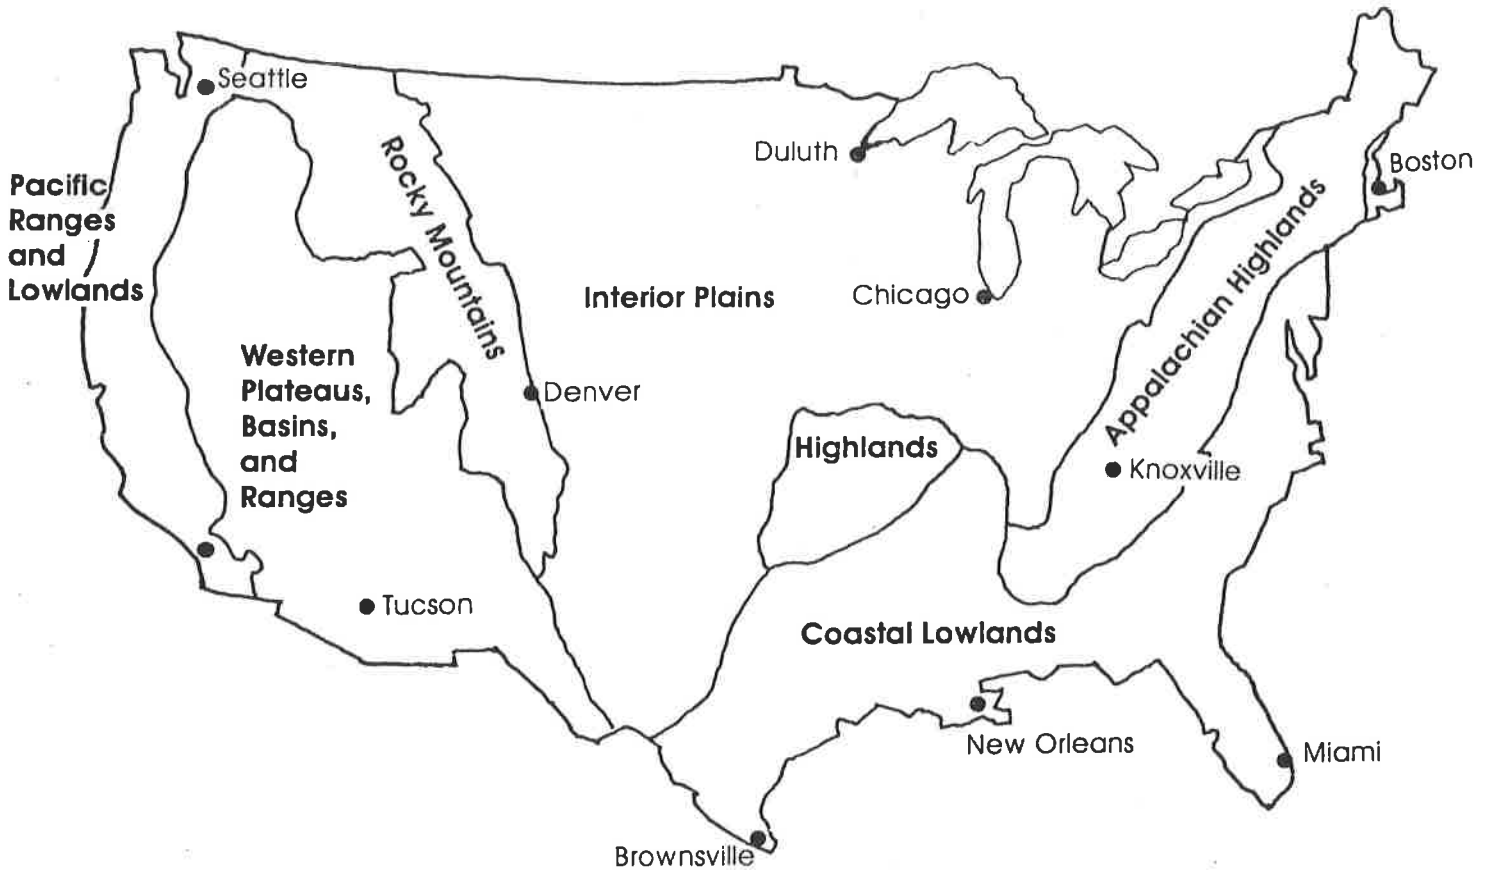 Seattle
Duluth
Boston
Pacific
Ranges
and
Lowlands
Rocky Mountains
Appalachian Highlands
Interior Plains
Chicago
Western
Plateaus,
Basins,
and
Ranges
Denver
Highlands
Knoxville
Tucson
Coastal Lowlands
New Orleans
Miami
Brownsville